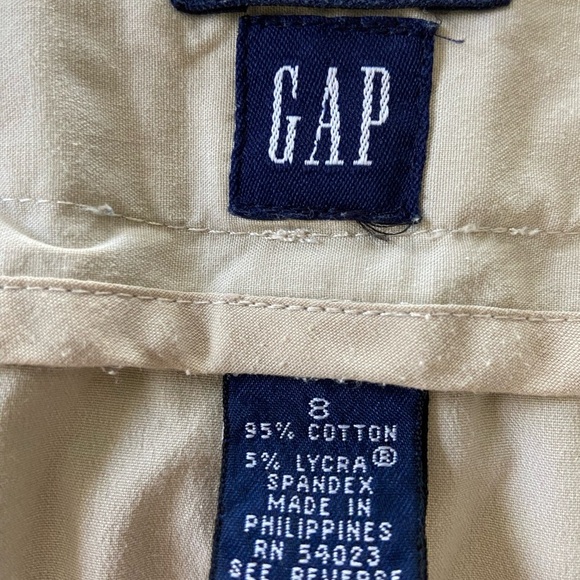 GAP
8
95% COTTON
5% LYCRA®
SPANDEX
MADE IN
PHILIPPINES
RN 54023
SEE REVERSE